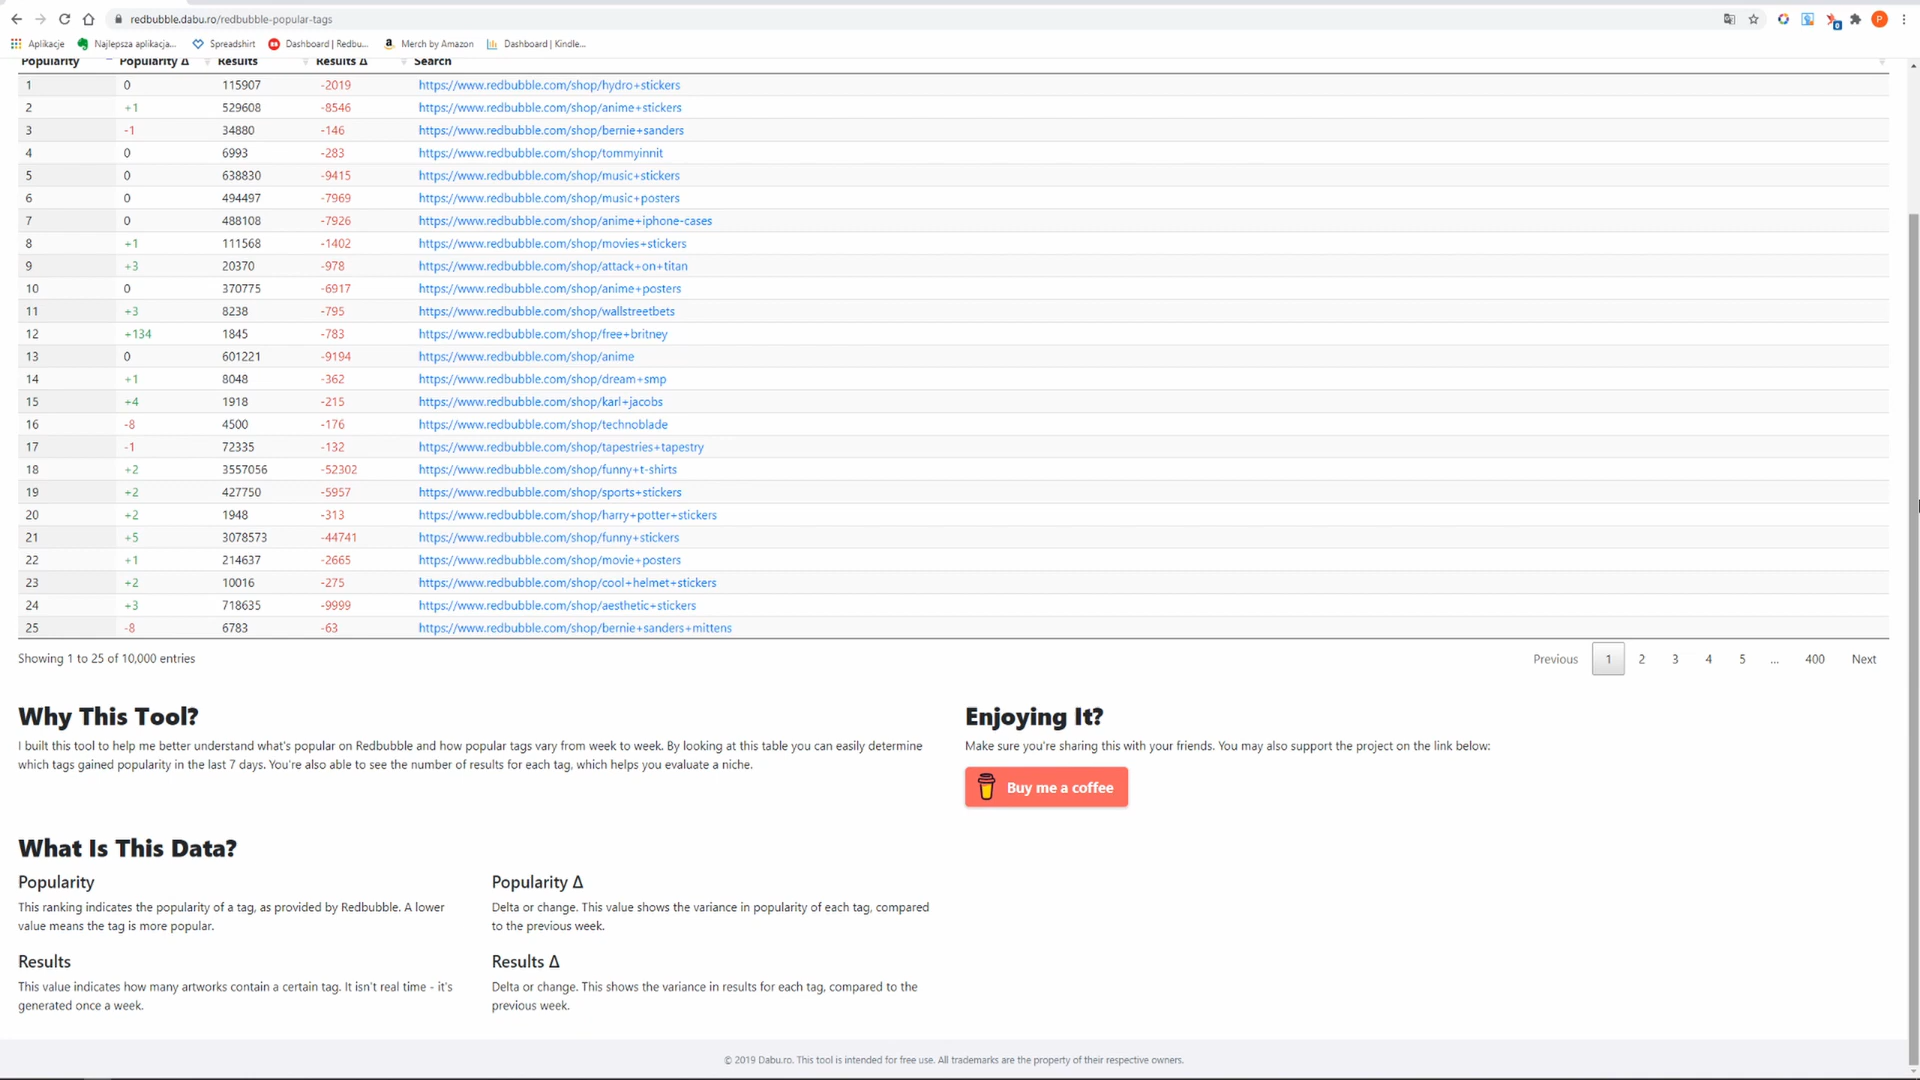 redbubble.dabu.ro/redbubble-popular-tags
Aplikacje Najlepsza aplikacja... Spreadshirt Dashboard | Redbu... Merch by Amazon Dashboard | Kindle...
Popularity Popularity Δ Results Results Δ Search
1 0 115907 -2019 https://www.redbubble.com/shop/hydro+stickers
2 +1 529608 -8546 https://www.redbubble.com/shop/anime+stickers
3 -1 34880 -146 https://www.redbubble.com/shop/bernie+sanders
4 0 6993 -283 https://www.redbubble.com/shop/tommyinnit
5 0 638830 -9415 https://www.redbubble.com/shop/music+stickers
6 0 494497 -7969 https://www.redbubble.com/shop/music+posters
7 0 488108 -7926 https://www.redbubble.com/shop/anime+iphone-cases
8 +1 111568 -1402 https://www.redbubble.com/shop/movies+stickers
9 +3 20370 -978 https://www.redbubble.com/shop/attack+on+titan
10 0 370775 -6917 https://www.redbubble.com/shop/anime+posters
11 +3 8238 -795 https://www.redbubble.com/shop/wallstreetbets
12 +134 1845 -783 https://www.redbubble.com/shop/free+britney
13 0 601221 -9194 https://www.redbubble.com/shop/anime
14 +1 8048 -362 https://www.redbubble.com/shop/dream+smp
15 +4 1918 -215 https://www.redbubble.com/shop/karl+jacobs
16 -8 4500 -176 https://www.redbubble.com/shop/technoblade
17 -1 72335 -132 https://www.redbubble.com/shop/tapestries+tapestry
18 +2 3557056 -52302 https://www.redbubble.com/shop/funny+t-shirts
19 +2 427750 -5957 https://www.redbubble.com/shop/sports+stickers
20 +2 1948 -313 https://www.redbubble.com/shop/harry+potter+stickers
21 +5 3078573 -44741 https://www.redbubble.com/shop/funny+stickers
22 +1 214637 -2665 https://www.redbubble.com/shop/movie+posters
23 +2 10016 -275 https://www.redbubble.com/shop/cool+helmet+stickers
24 +3 718635 -9999 https://www.redbubble.com/shop/aesthetic+stickers
25 -8 6783 -63 https://www.redbubble.com/shop/bernie+sanders+mittens
Showing 1 to 25 of 10,000 entries
Previous 1 2 3 4 5 ... 400 Next
Why This Tool?
I built this tool to help me better understand what's popular on Redbubble and how popular tags vary from week to week. By looking at this table you can easily determine
which tags gained popularity in the last 7 days. You're also able to see the number of results for each tag, which helps you evaluate a niche.
Enjoying It?
Make sure you're sharing this with your friends. You may also support the project on the link below:
Buy me a coffee
What Is This Data?
Popularity
This ranking indicates the popularity of a tag, as provided by Redbubble. A lower
value means the tag is more popular.
Popularity Δ
Delta or change. This value shows the variance in popularity of each tag, compared
to the previous week.
Results
This value indicates how many artworks contain a certain tag. It isn't real time - it's
generated once a week.
Results Δ
Delta or change. This shows the variance in results for each tag, compared to the
previous week.
© 2019 Dabu.ro. This tool is intended for free use. All trademarks are the property of their respective owners.